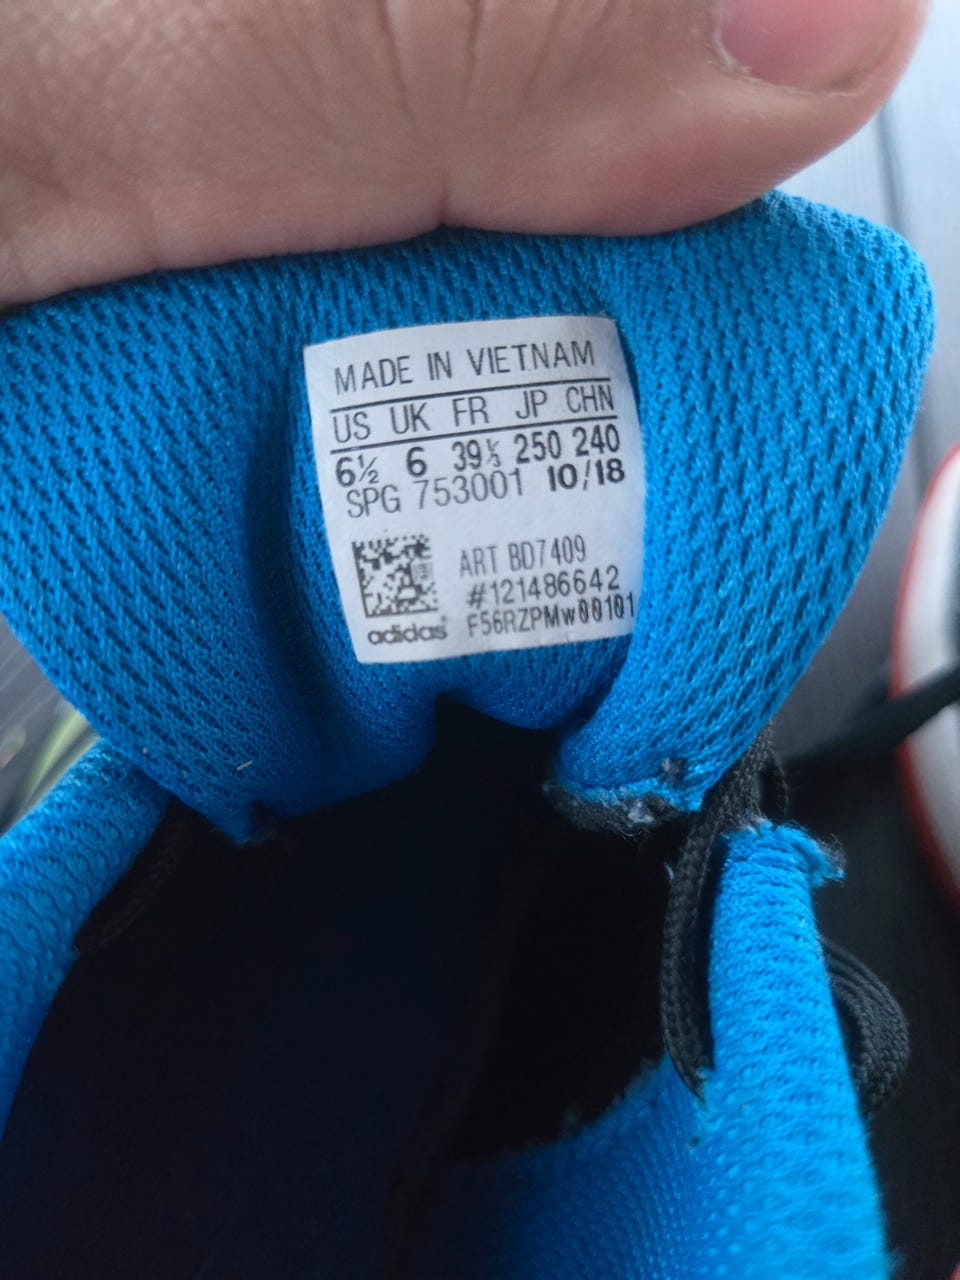 MADE IN VIETNAM
US UK FR JP CHN
6½ 6 39⅓ 250 240
SPG 753001 10/18
ART BD7409
#121486642
F56RZPMw00101
adidas